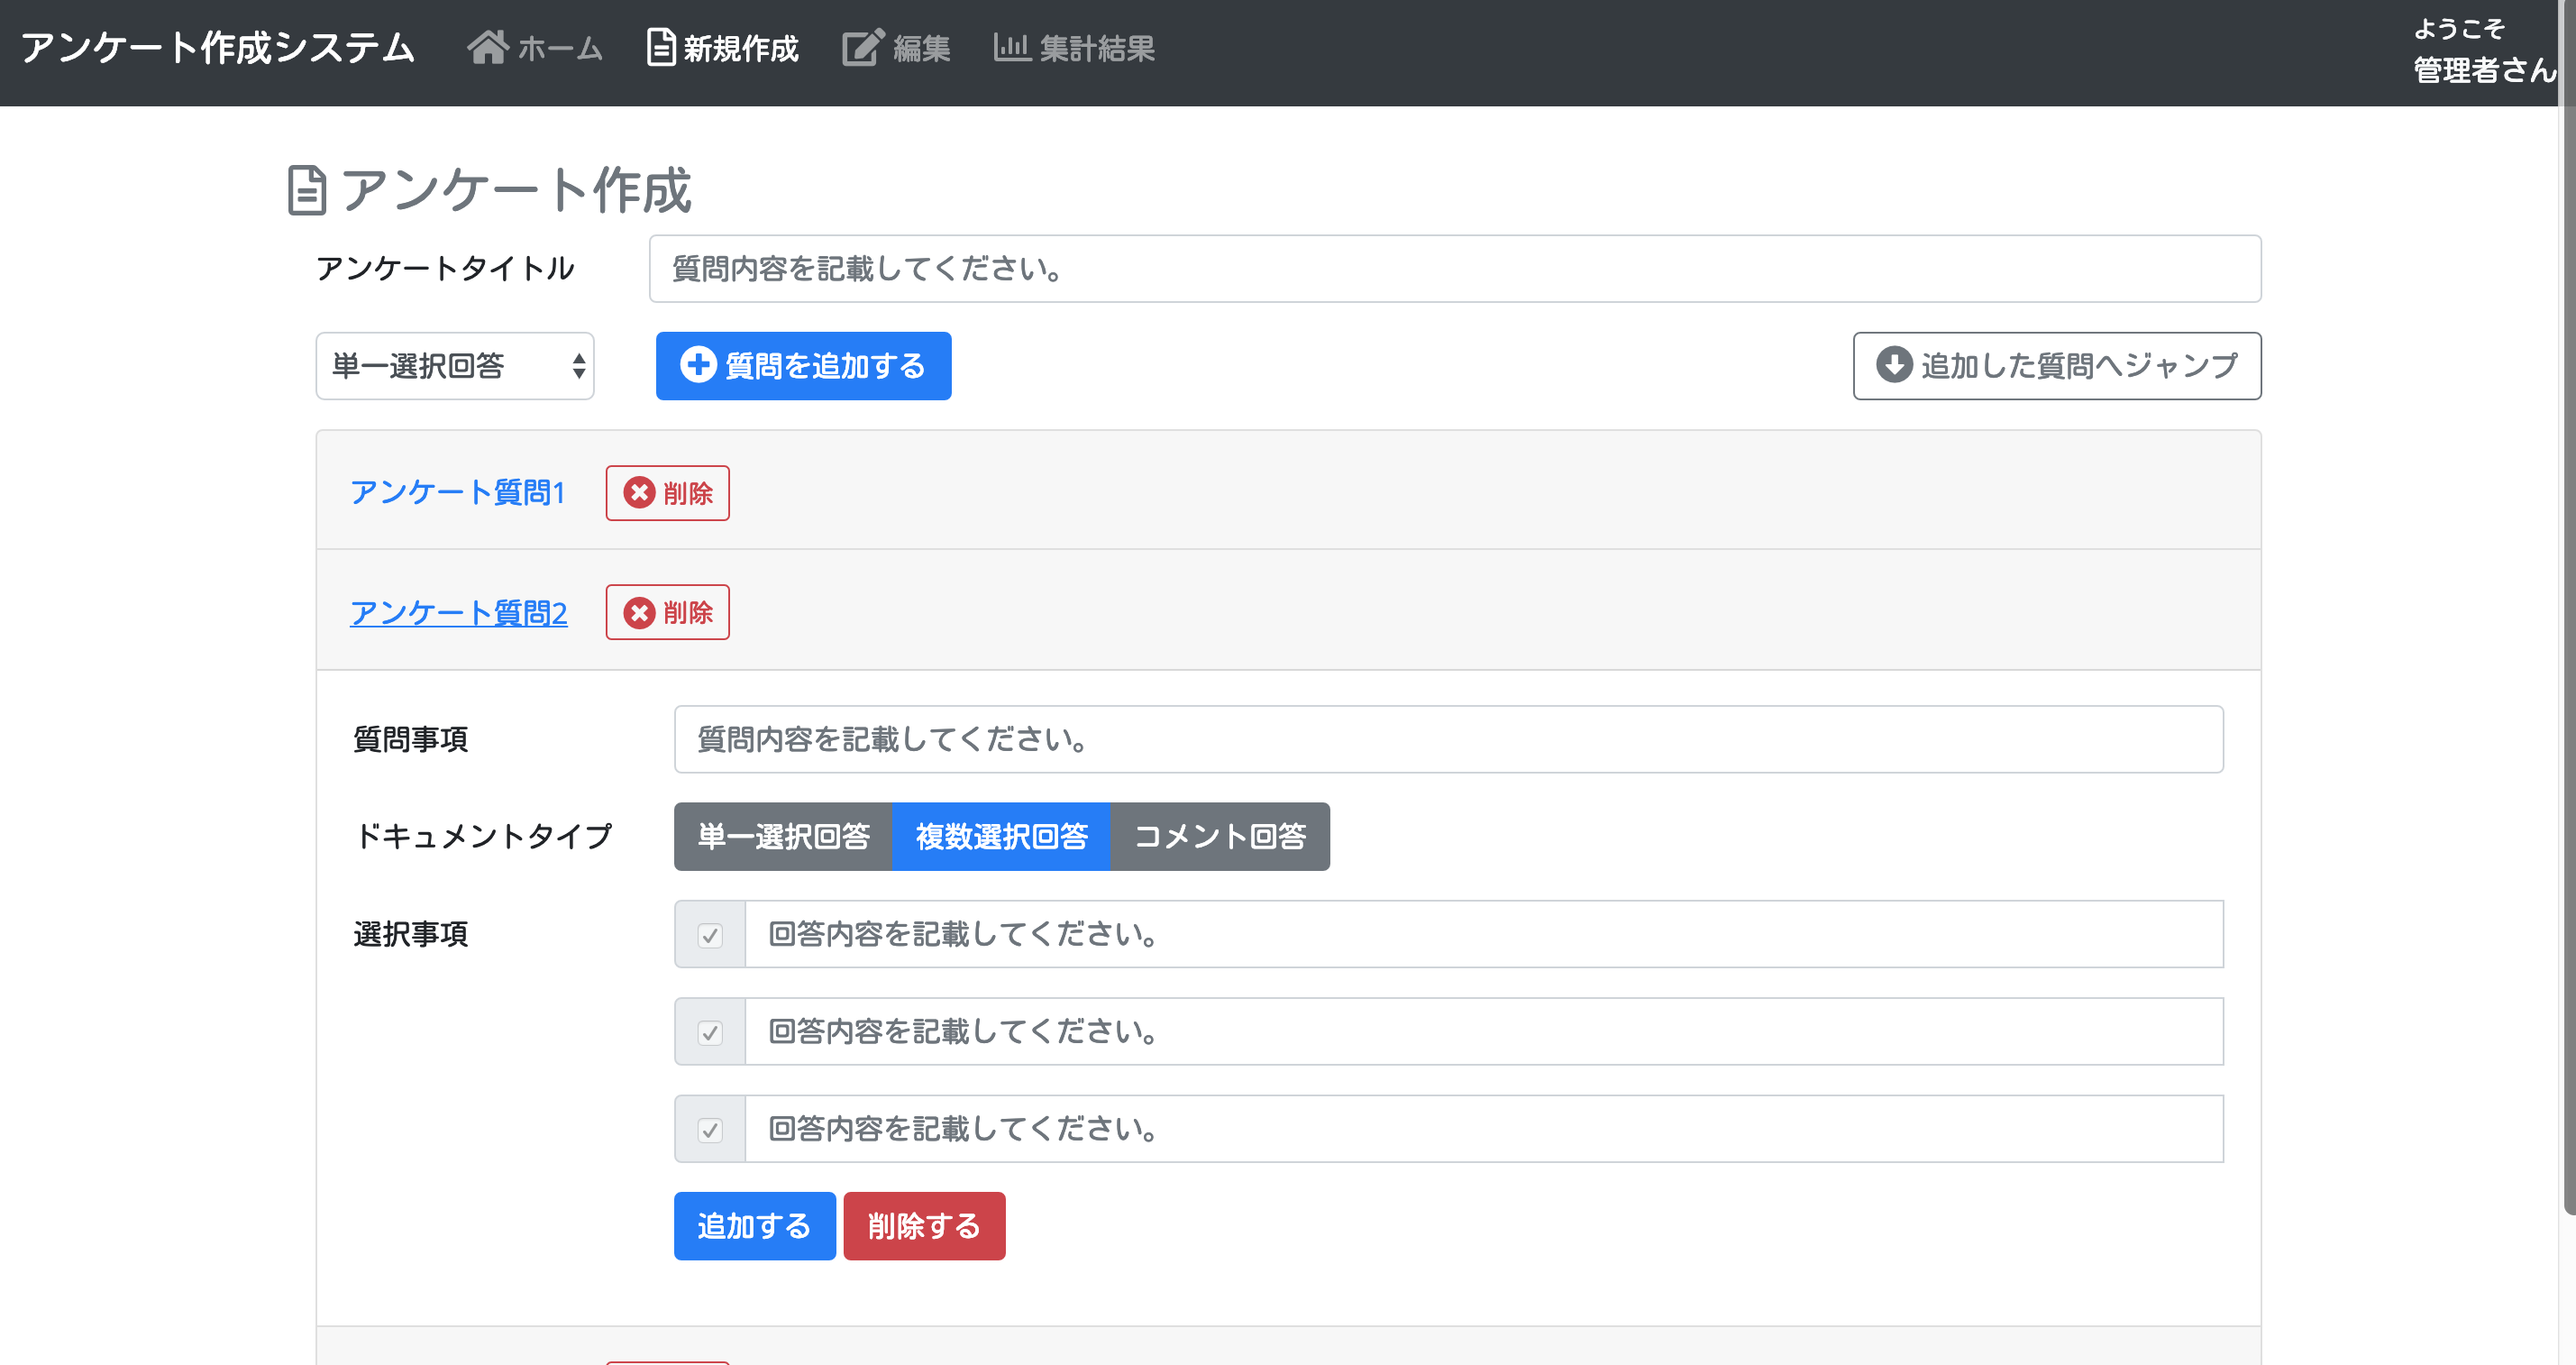 アンケート作成システム ホーム 新規作成 編集 集計結果
ようこそ
管理者さん
アンケート作成
アンケートタイトル 質問内容を記載してください。
単一選択回答 質問を追加する 追加した質問へジャンプ
アンケート質問1 削除
アンケート質問2 削除
質問事項 質問内容を記載してください。
ドキュメントタイプ 単一選択回答 複数選択回答 コメント回答
選択事項 回答内容を記載してください。
回答内容を記載してください。
回答内容を記載してください。
追加する 削除する